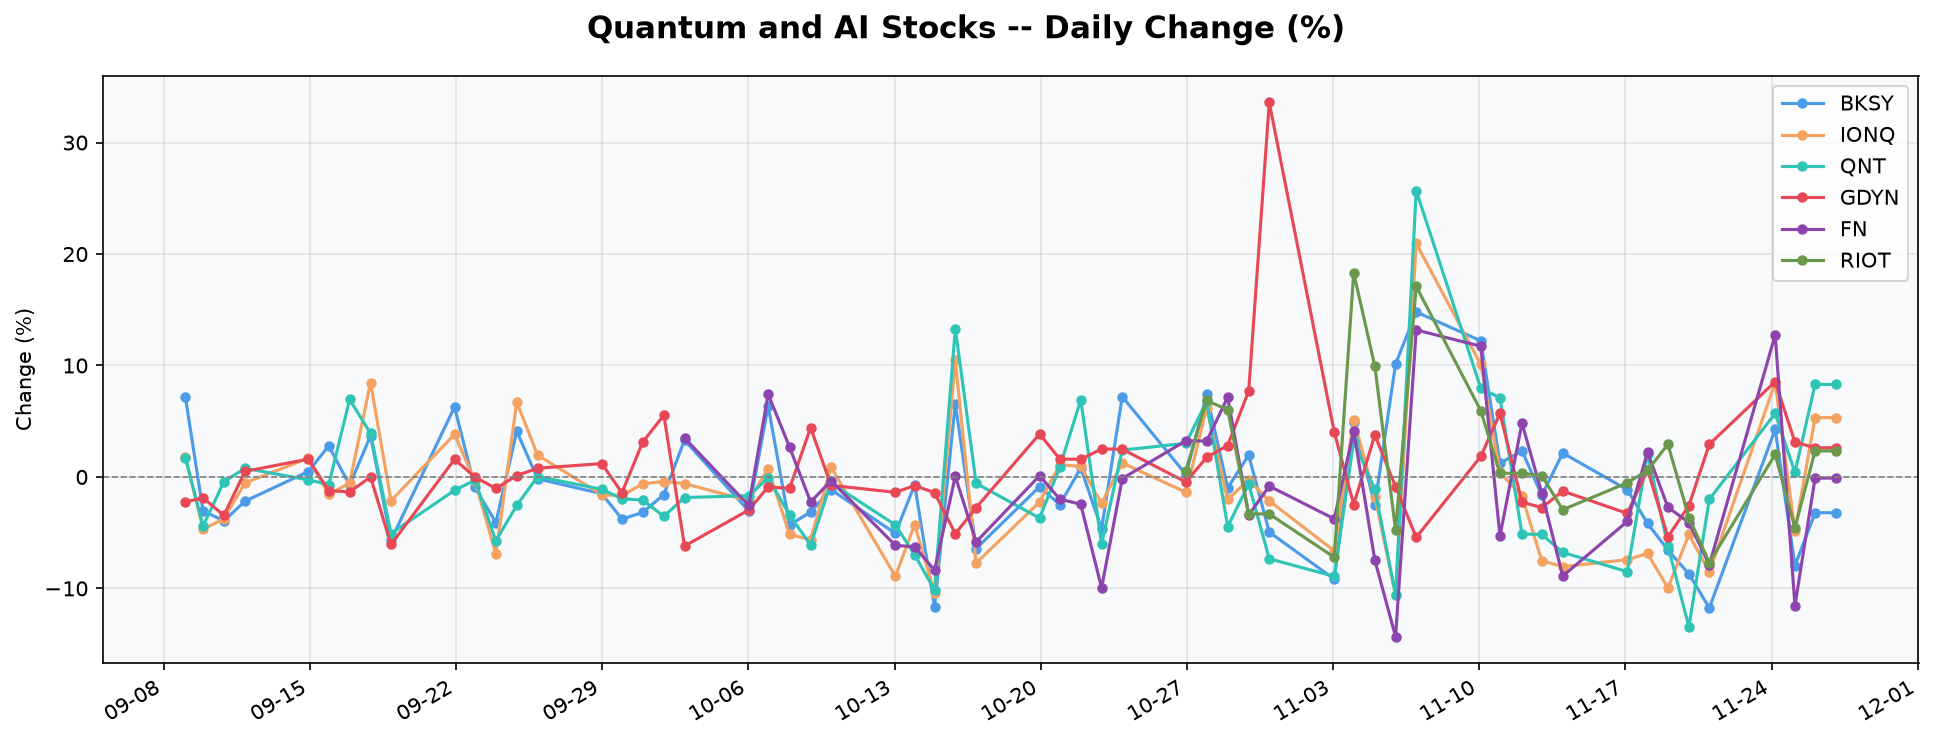 Quantum and AI Stocks -- Daily Change (%)
Change (%)
30
20
10
0
−10
BKSY
IONQ
QNT
GDYN
FN
RIOT
09-08
09-15
09-22
09-29
10-06
10-13
10-20
10-27
11-03
11-10
11-17
11-24
12-01